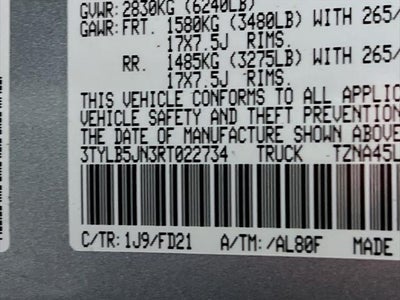 GVWR: 2830KG (6240LB)
GAWR: FRT. 1580KG (3480LB) WITH 265/
17X7.5J RIMS.
RR. 1485KG (3275LB) WITH 265/
17X7.5J RIMS.
THIS VEHICLE CONFORMS TO ALL APPLICA
VEHICLE SAFETY AND THEFT PREVENTION
THE DATE OF MANUFACTURE SHOWN ABOVE
3TYLB5JN3RT022734 TRUCK TZNA45L
C/TR: 1J9/FD21 A/TM: /AL80F MADE